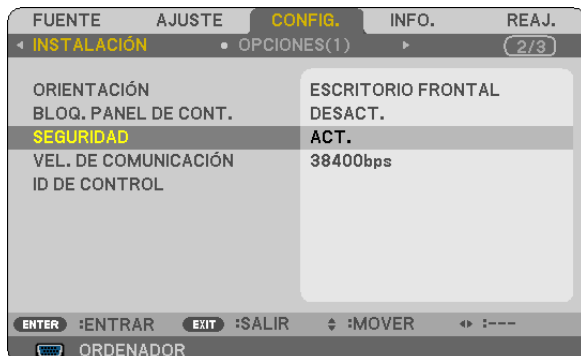 FUENTE AJUSTE CONFIG. INFO. REAJ.
INSTALACIÓN OPCIONES(1) 2/3
ORIENTACIÓN ESCRITORIO FRONTAL
BLOQ. PANEL DE CONT. DESACT.
SEGURIDAD ACT.
VEL. DE COMUNICACIÓN 38400bps
ID DE CONTROL
ENTER :ENTRAR EXIT :SALIR :MOVER :---
ORDENADOR